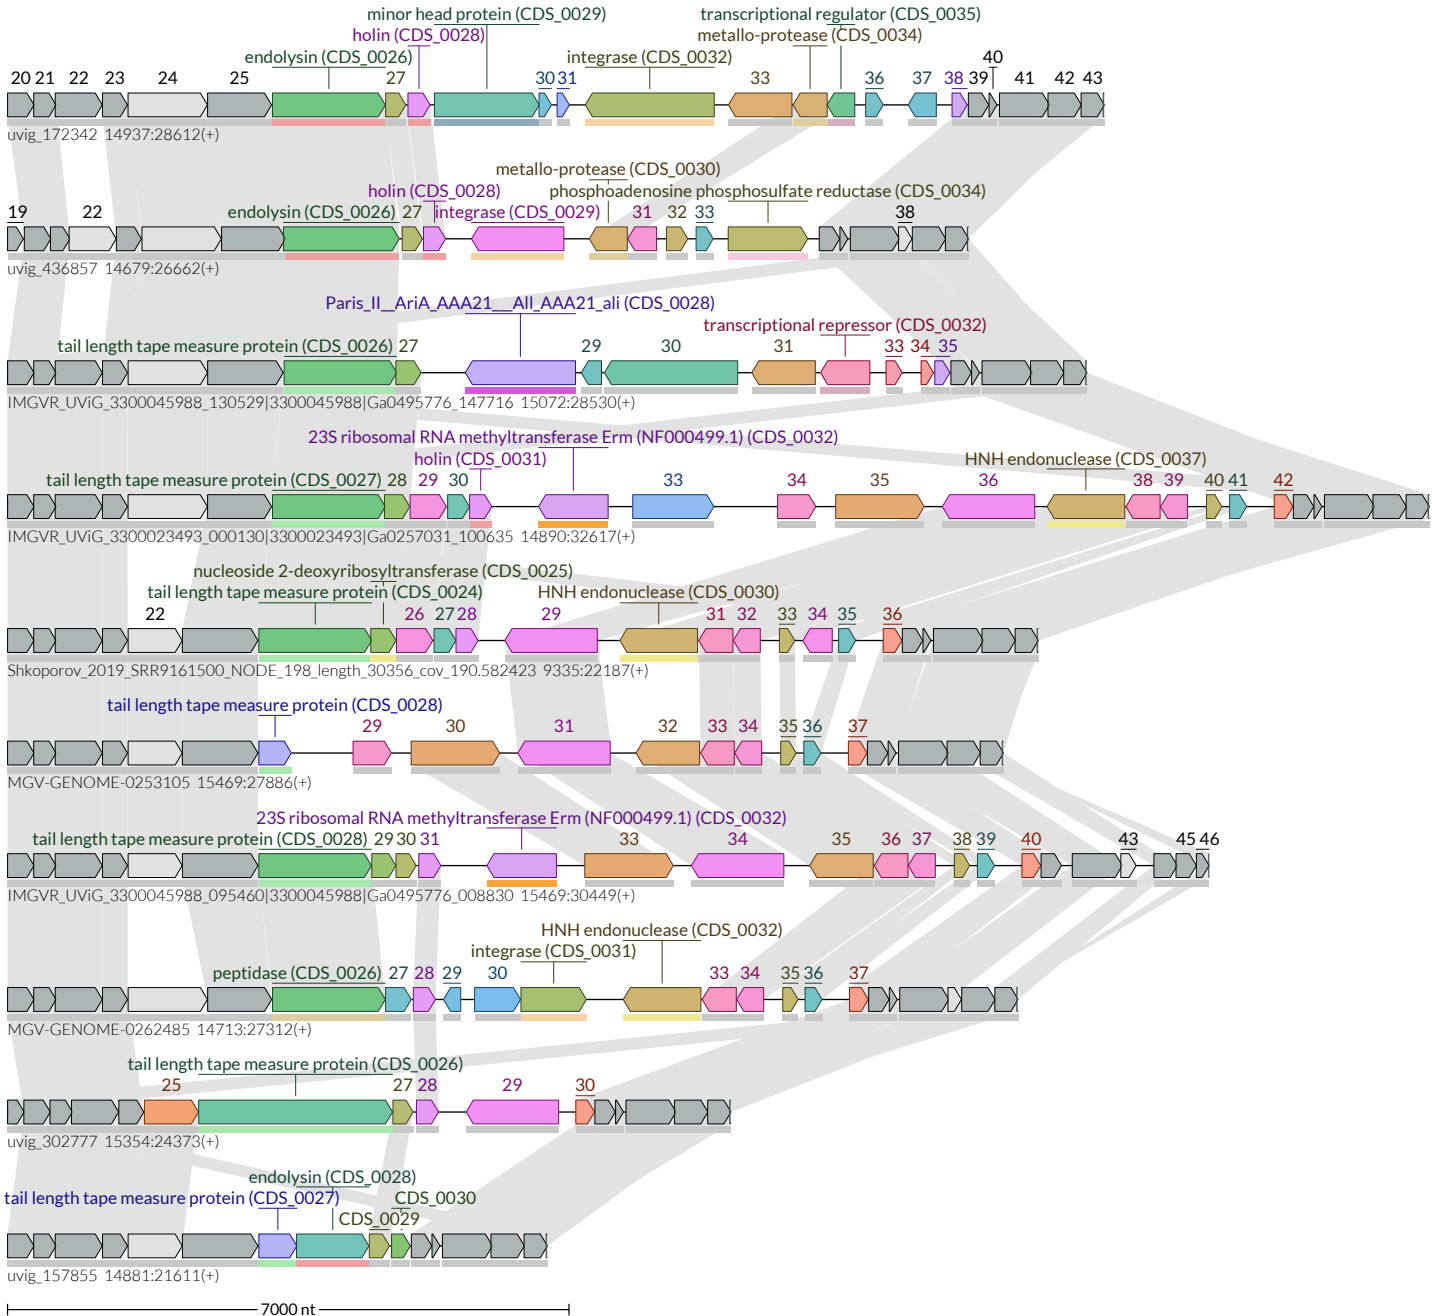 minor head protein (CDS_0029) transcriptional regulator (CDS_0035)
holin (CDS_0028) metallo-protease (CDS_0034)
endolysin (CDS_0026) integrase (CDS_0032) 40
20 21 22 23 24 25 27 30 31 33 36 37 38 39 41 42 43
uvig_172342 14937:28612(+)
metallo-protease (CDS_0030)
holin (CDS_0028) phosphoadenosine phosphosulfate reductase (CDS_0034)
19 22 endolysin (CDS_0026) 27 integrase (CDS_0029) 31 32 33 38
uvig_436857 14679:26662(+)
Paris_II__AriA_AAA21___All_AAA21_ali (CDS_0028)
transcriptional repressor (CDS_0032)
tail length tape measure protein (CDS_0026) 27 29 30 31 33 34 35
IMGVR_UViG_3300045988_130529|3300045988|Ga0495776_147716 15072:28530(+)
23S ribosomal RNA methyltransferase Erm (NF000499.1) (CDS_0032)
holin (CDS_0031) HNH endonuclease (CDS_0037)
tail length tape measure protein (CDS_0027) 28 29 30 33 34 35 36 38 39 40 41 42
IMGVR_UViG_3300023493_000130|3300023493|Ga0257031_100635 14890:32617(+)
nucleoside 2-deoxyribosyltransferase (CDS_0025)
tail length tape measure protein (CDS_0024) HNH endonuclease (CDS_0030)
22 26 27 28 29 31 32 33 34 35 36
Shkoporov_2019_SRR9161500_NODE_198_length_30356_cov_190.582423 9335:22187(+)
tail length tape measure protein (CDS_0028)
29 30 31 32 33 34 35 36 37
MGV-GENOME-0253105 15469:27886(+)
23S ribosomal RNA methyltransferase Erm (NF000499.1) (CDS_0032)
tail length tape measure protein (CDS_0028) 29 30 31 33 34 35 36 37 38 39 40 43 45 46
IMGVR_UViG_3300045988_095460|3300045988|Ga0495776_008830 15469:30449(+)
HNH endonuclease (CDS_0032)
integrase (CDS_0031)
peptidase (CDS_0026) 27 28 29 30 33 34 35 36 37
MGV-GENOME-0262485 14713:27312(+)
tail length tape measure protein (CDS_0026)
25 27 28 29 30
uvig_302777 15354:24373(+)
endolysin (CDS_0028)
tail length tape measure protein (CDS_0027) CDS_0030
CDS_0029
uvig_157855 14881:21611(+)
7000 nt